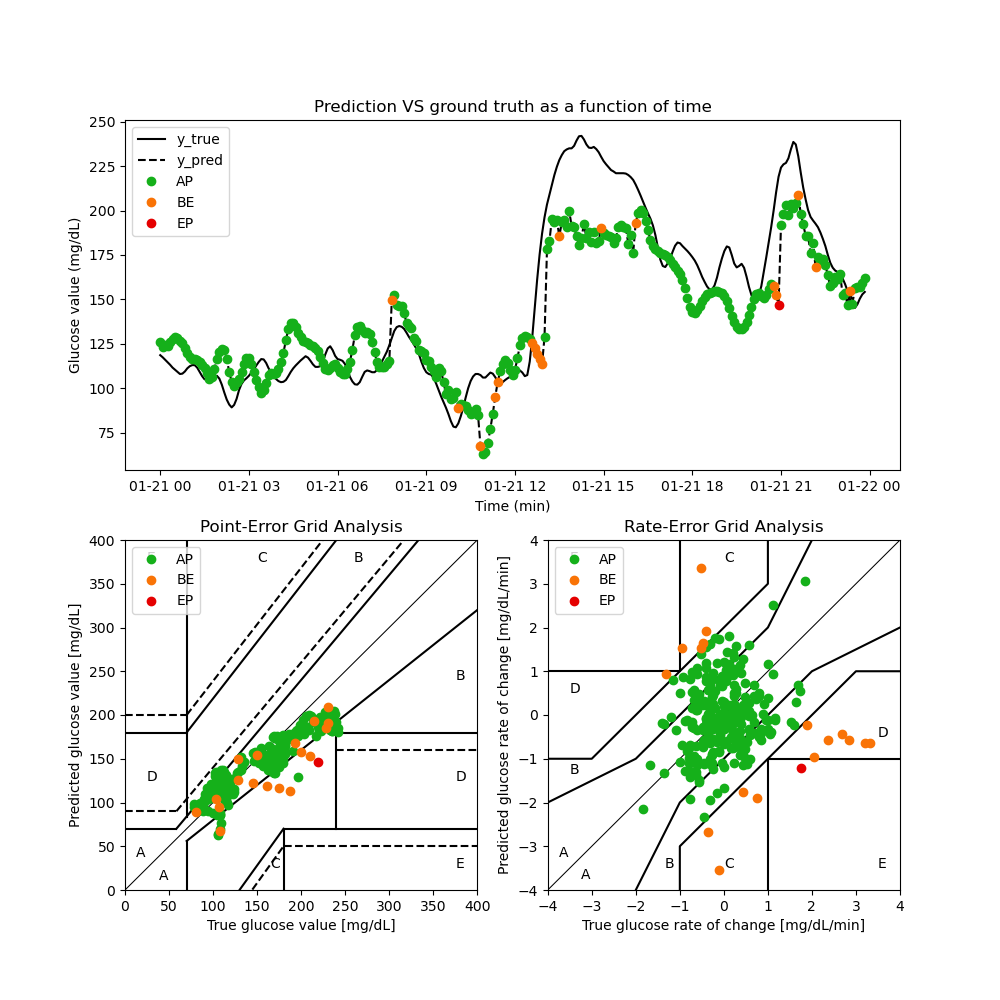 Prediction VS ground truth as a function of time
Glucose value (mg/dL)
250
225
200
175
150
125
100
75
y_true
y_pred
AP
BE
EP
01-21 00 01-21 03 01-21 06 01-21 09 01-21 12 01-21 15 01-21 18 01-21 21 01-22 00
Time (min)
Point-Error Grid Analysis
Predicted glucose value [mg/dL]
400
350
300
250
200
150
100
50
0
AP
BE
EP
C
B
B
D
D
A
A
C
E
0 50 100 150 200 250 300 350 400
True glucose value [mg/dL]
Rate-Error Grid Analysis
Predicted glucose rate of change [mg/dL/min]
4
3
2
1
0
−1
−2
−3
−4
AP
BE
EP
C
D
D
B
A
A
B
C
E
−4 −3 −2 −1 0 1 2 3 4
True glucose rate of change [mg/dL/min]